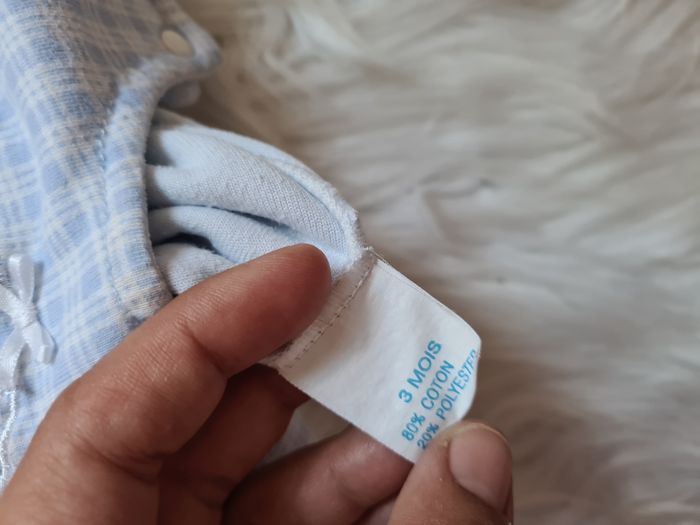 3 MOIS
80% COTON
20% POLYESTER